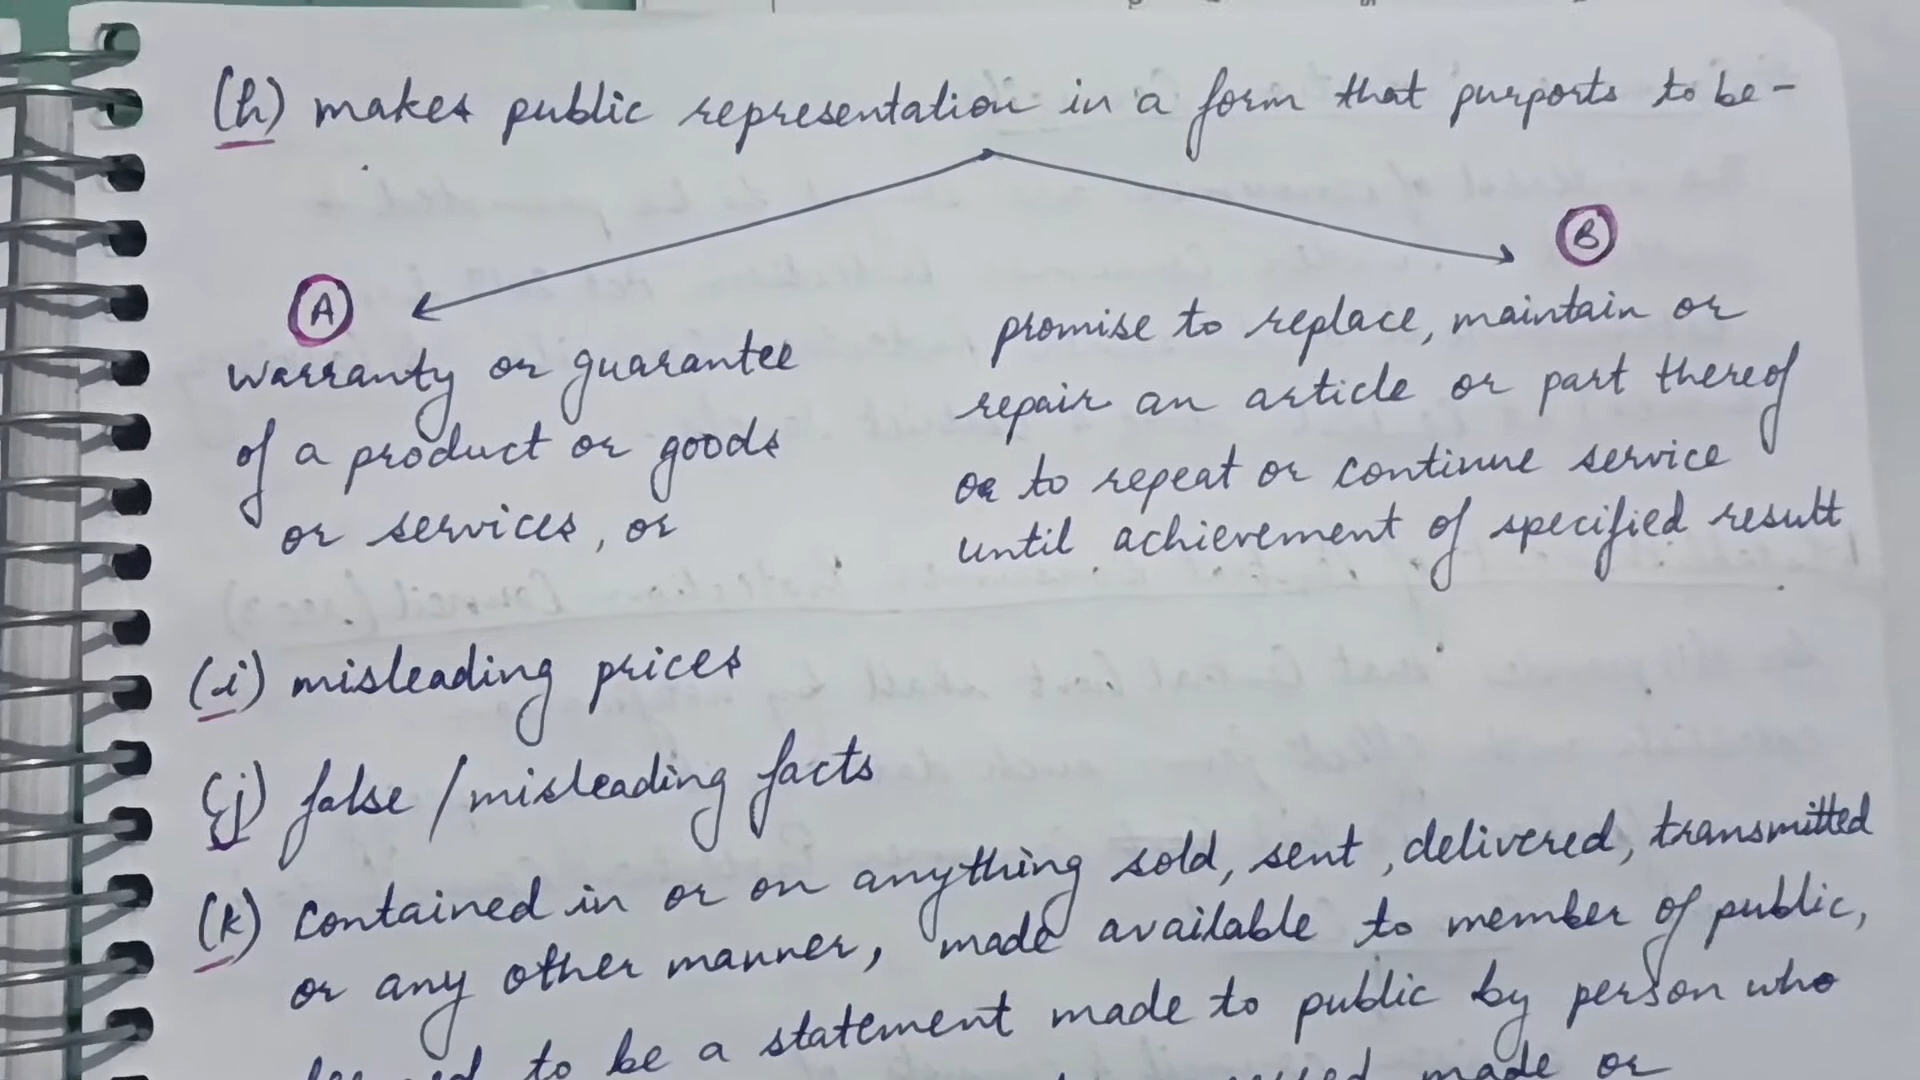 (h) makes public representation in a form that purports to be -
(A)
warranty or guarantee
of a product or goods
or services, or
(B)
promise to replace, maintain or
repair an article or part thereof
or to repeat or continue service
until achievement of specified result
(i) misleading prices
(j) false / misleading facts
(k) contained in or on anything sold, sent, delivered, transmitted
or any other manner, made available to member of public,
to be a statement made to public by person who
made or